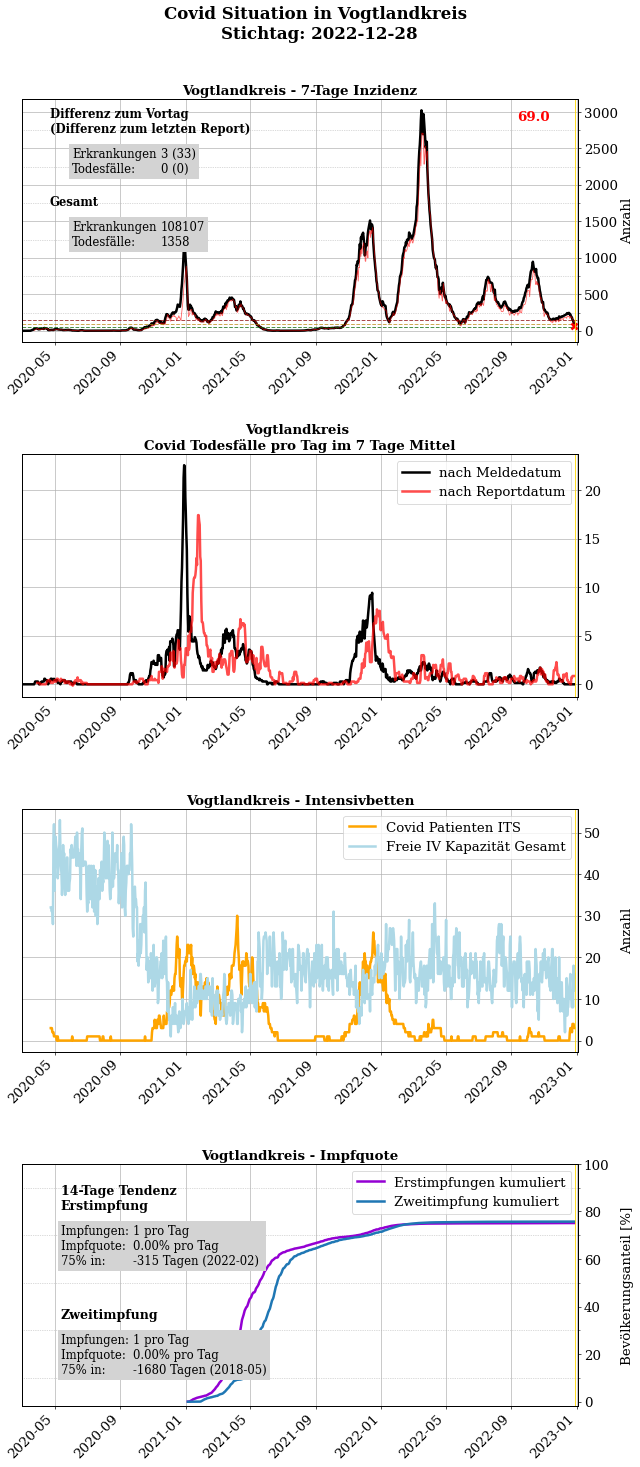 Covid Situation in Vogtlandkreis
Stichtag: 2022-12-28
Vogtlandkreis - 7-Tage Inzidenz
Differenz zum Vortag
(Differenz zum letzten Report)
Erkrankungen 3 (33)
Todesfälle: 0 (0)
Gesamt
Erkrankungen 108107
Todesfälle: 1358
69.0
3000
2500
2000
1500
1000
500
0
Anzahl
2020-05
2020-09
2021-01
2021-05
2021-09
2022-01
2022-05
2022-09
2023-01
Vogtlandkreis
Covid Todesfälle pro Tag im 7 Tage Mittel
nach Meldedatum
nach Reportdatum
20
15
10
5
0
2020-05
2020-09
2021-01
2021-05
2021-09
2022-01
2022-05
2022-09
2023-01
Vogtlandkreis - Intensivbetten
Covid Patienten ITS
Freie IV Kapazität Gesamt
50
40
30
20
10
0
Anzahl
2020-05
2020-09
2021-01
2021-05
2021-09
2022-01
2022-05
2022-09
2023-01
Vogtlandkreis - Impfquote
14-Tage Tendenz
Erstimpfung
Impfungen: 1 pro Tag
Impfquote: 0.00% pro Tag
75% in: -315 Tagen (2022-02)
Zweitimpfung
Impfungen: 1 pro Tag
Impfquote: 0.00% pro Tag
75% in: -1680 Tagen (2018-05)
Erstimpfungen kumuliert
Zweitimpfung kumuliert
100
80
60
40
20
0
Bevölkerungsanteil [%]
2020-05
2020-09
2021-01
2021-05
2021-09
2022-01
2022-05
2022-09
2023-01